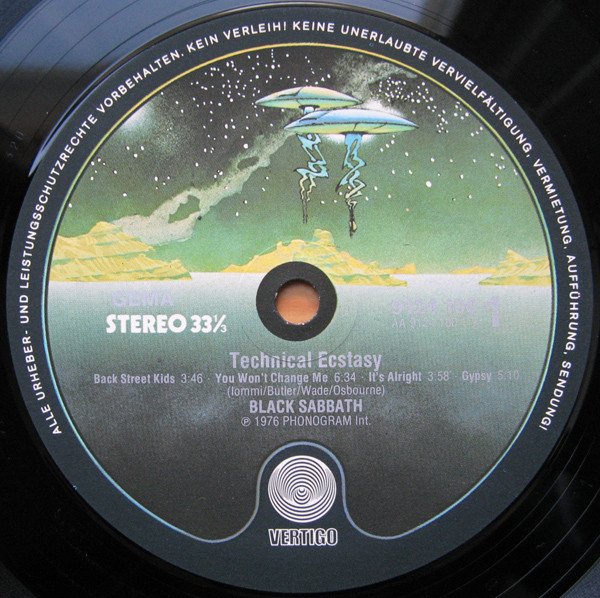 ALLE URHEBER- UND LEISTUNGSSCHUTZRECHTE VORBEHALTEN. KEIN VERLEIH! KEINE UNERLAUBTE VERVIELFÄLTIGUNG, VERMIETUNG, AUFFÜHRUNG, SENDUNG!
GEMA
STEREO 33⅓
1
Technical Ecstasy
Back Street Kids 3:46 · You Won't Change Me 6.34 · It's Alright 3:58 · Gypsy 5:10
(Iommi/Butler/Wade/Osbourne)
BLACK SABBATH
℗ 1976 PHONOGRAM Int.
VERTIGO